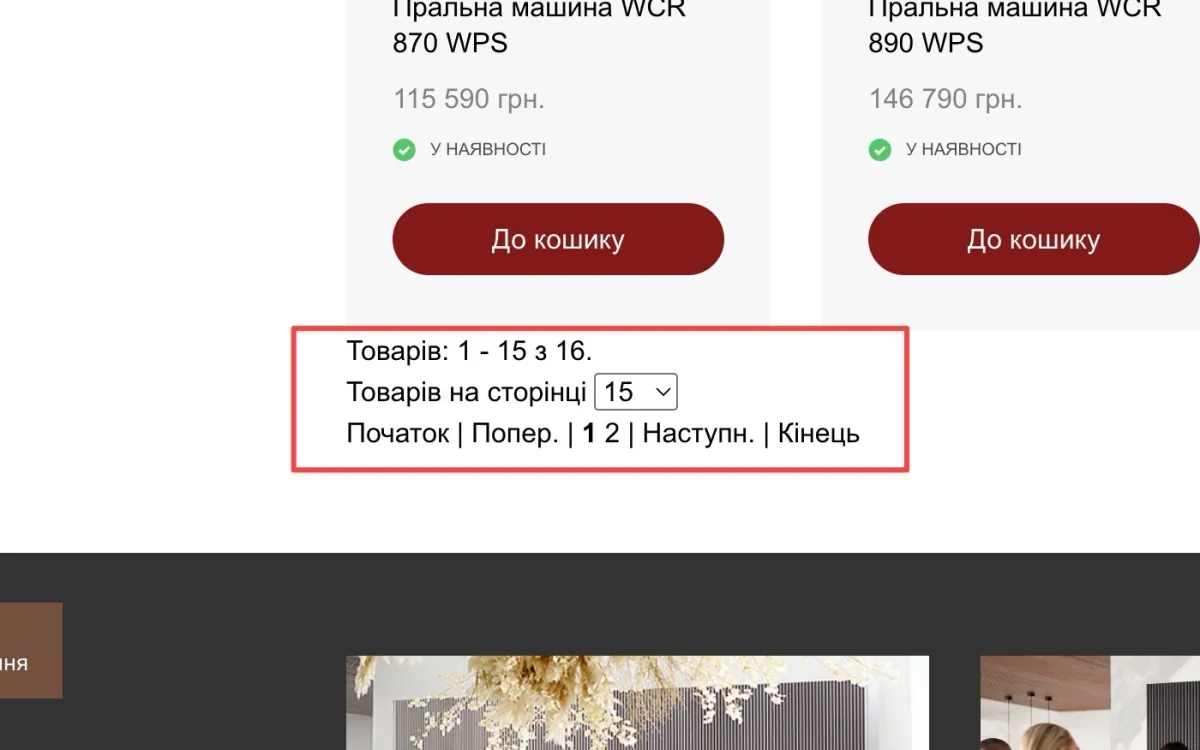 Пральна машина WCR
870 WPS
115 590 грн.
У НАЯВНОСТІ
До кошику
Пральна машина WCR
890 WPS
146 790 грн.
У НАЯВНОСТІ
До кошику
Товарів: 1 - 15 з 16.
Товарів на сторінці 15
Початок | Попер. | 1 2 | Наступн. | Кінець
ння